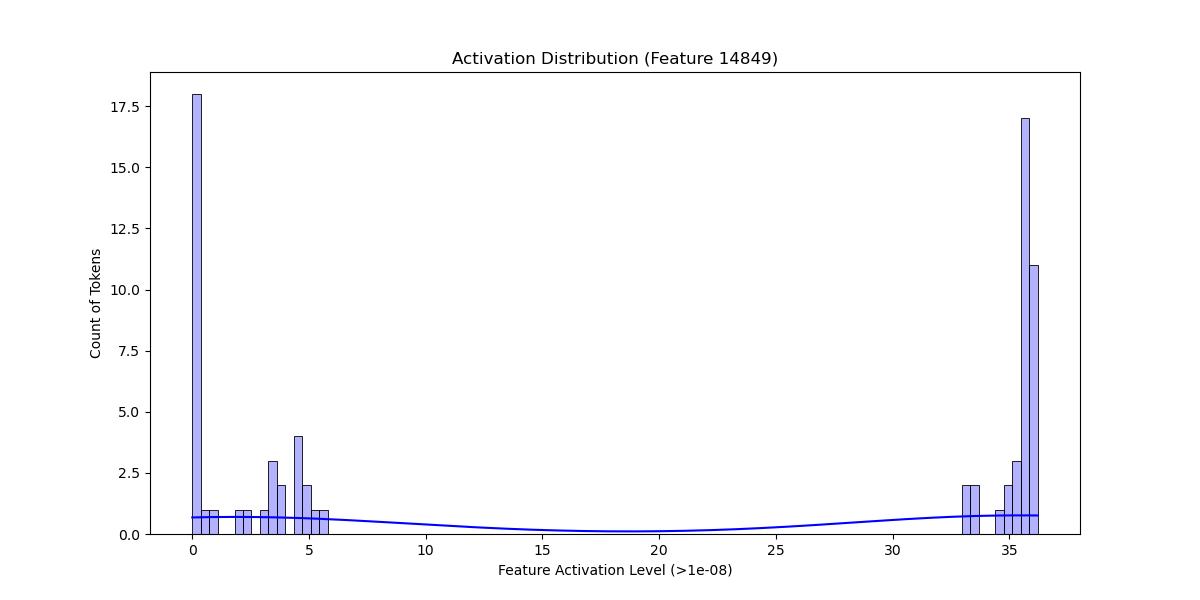 Activation Distribution (Feature 14849)
17.5
15.0
12.5
10.0
7.5
5.0
2.5
0.0
Count of Tokens
0 5 10 15 20 25 30 35
Feature Activation Level (>1e-08)